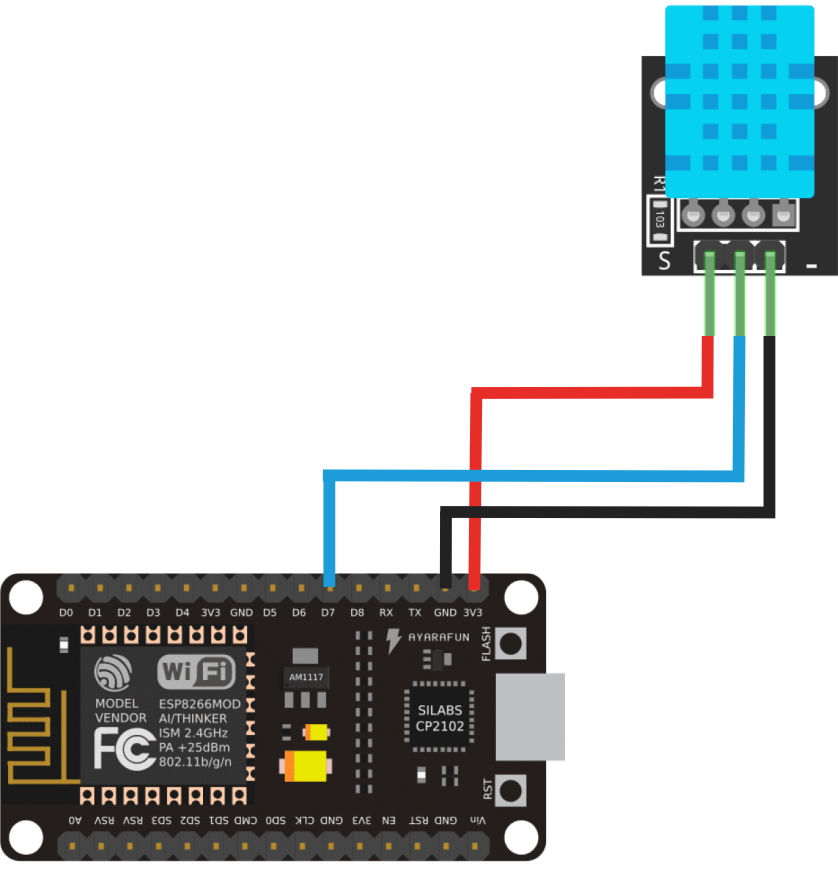 R1
103
S
-
D0 D1 D2 D3 D4 3V3 GND D5 D6 D7 D8 RX TX GND 3V3
AYARAFUN
FLASH
WiFi
AM1117
MODEL
VENDOR
ESP8266MOD
AI/THINKER
ISM 2.4GHz
PA +25dBm
802.11b/g/n
FC
SILABS
CP2102
RST
A0 RSV RSV SD3 SD2 SD1 CMD SD0 CLK GND 3V3 EN RST GND Vin